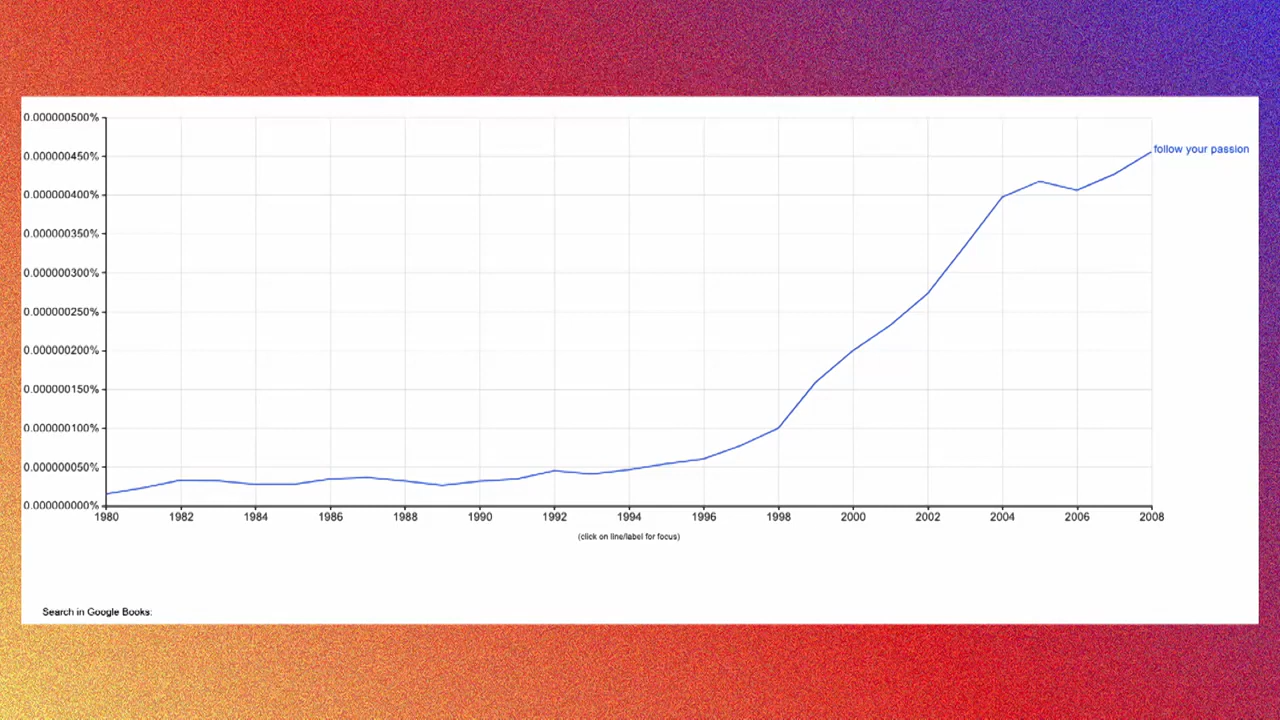 0.000000500%
0.000000450%
follow your passion
0.000000400%
0.000000350%
0.000000300%
0.000000250%
0.000000200%
0.000000150%
0.000000100%
0.000000050%
0.000000000%
1980 1982 1984 1986 1988 1990 1992 1994 1996 1998 2000 2002 2004 2006 2008
(click on line/label for focus)
Search in Google Books: